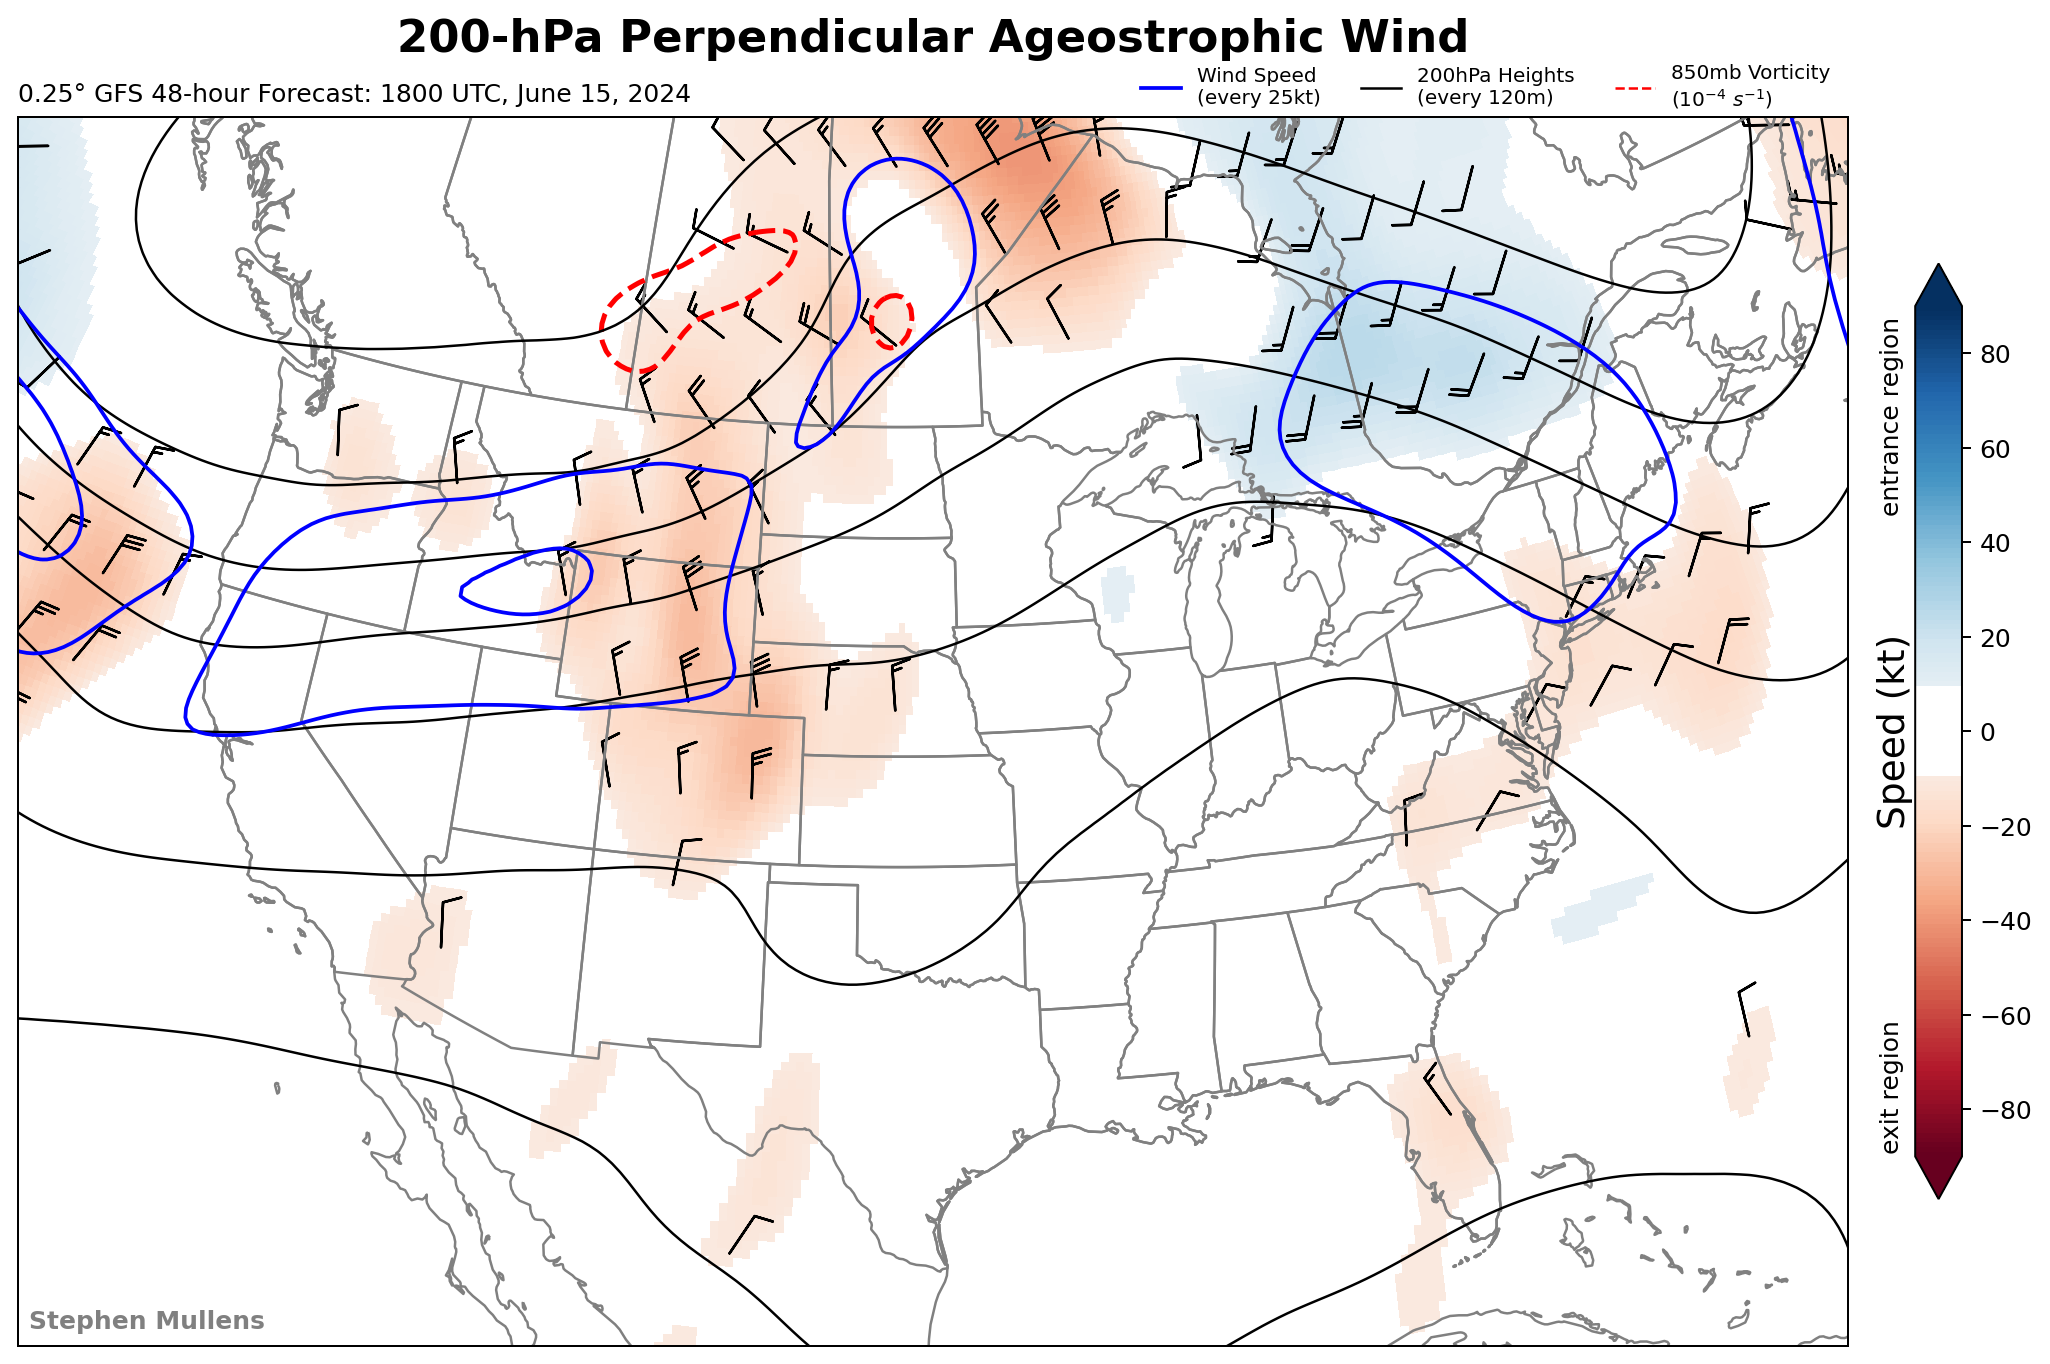 200-hPa Perpendicular Ageostrophic Wind
0.25° GFS 48-hour Forecast: 1800 UTC, June 15, 2024
Wind Speed
(every 25kt)
200hPa Heights
(every 120m)
850mb Vorticity
(10⁻⁴ s⁻¹)
entrance region
Speed (kt)
exit region
80
60
40
20
0
−20
−40
−60
−80
Stephen Mullens